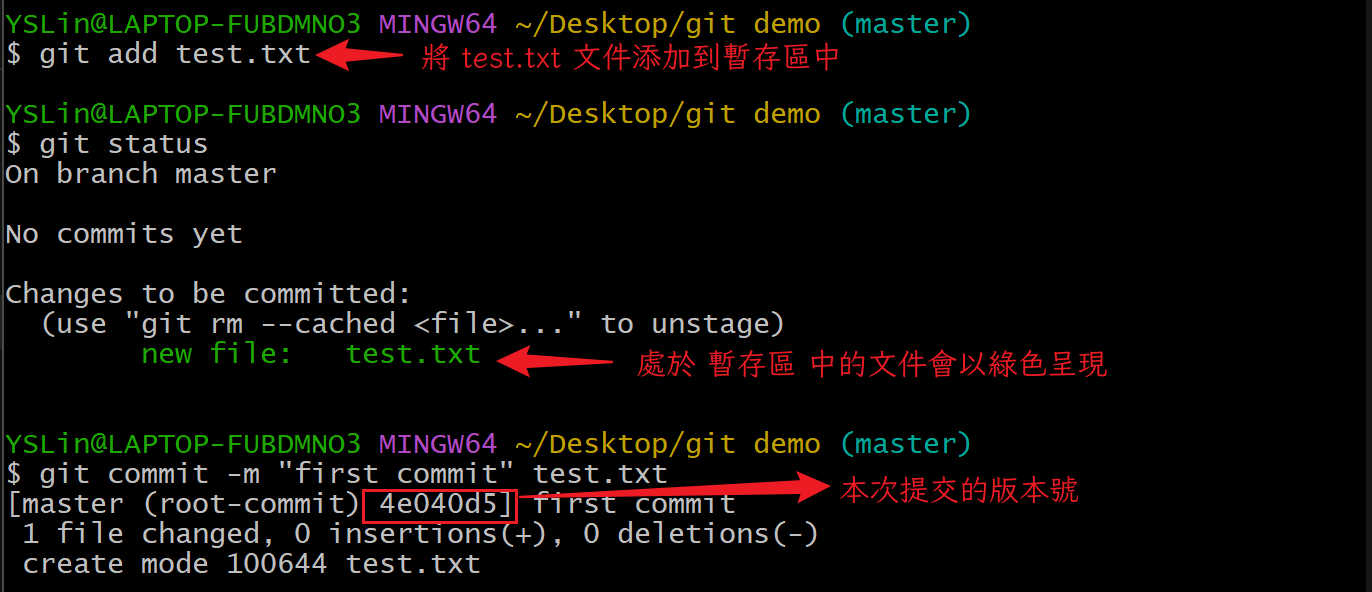 YSLin@LAPTOP-FUBDMNO3 MINGW64 ~/Desktop/git demo (master)
$ git add test.txt
將 test.txt 文件添加到暫存區中
YSLin@LAPTOP-FUBDMNO3 MINGW64 ~/Desktop/git demo (master)
$ git status
On branch master
No commits yet
Changes to be committed:
(use "git rm --cached <file>..." to unstage)
new file: test.txt
處於 暫存區 中的文件會以綠色呈現
YSLin@LAPTOP-FUBDMNO3 MINGW64 ~/Desktop/git demo (master)
$ git commit -m "first commit" test.txt
[master (root-commit) 4e040d5] first commit
本次提交的版本號
1 file changed, 0 insertions(+), 0 deletions(-)
create mode 100644 test.txt